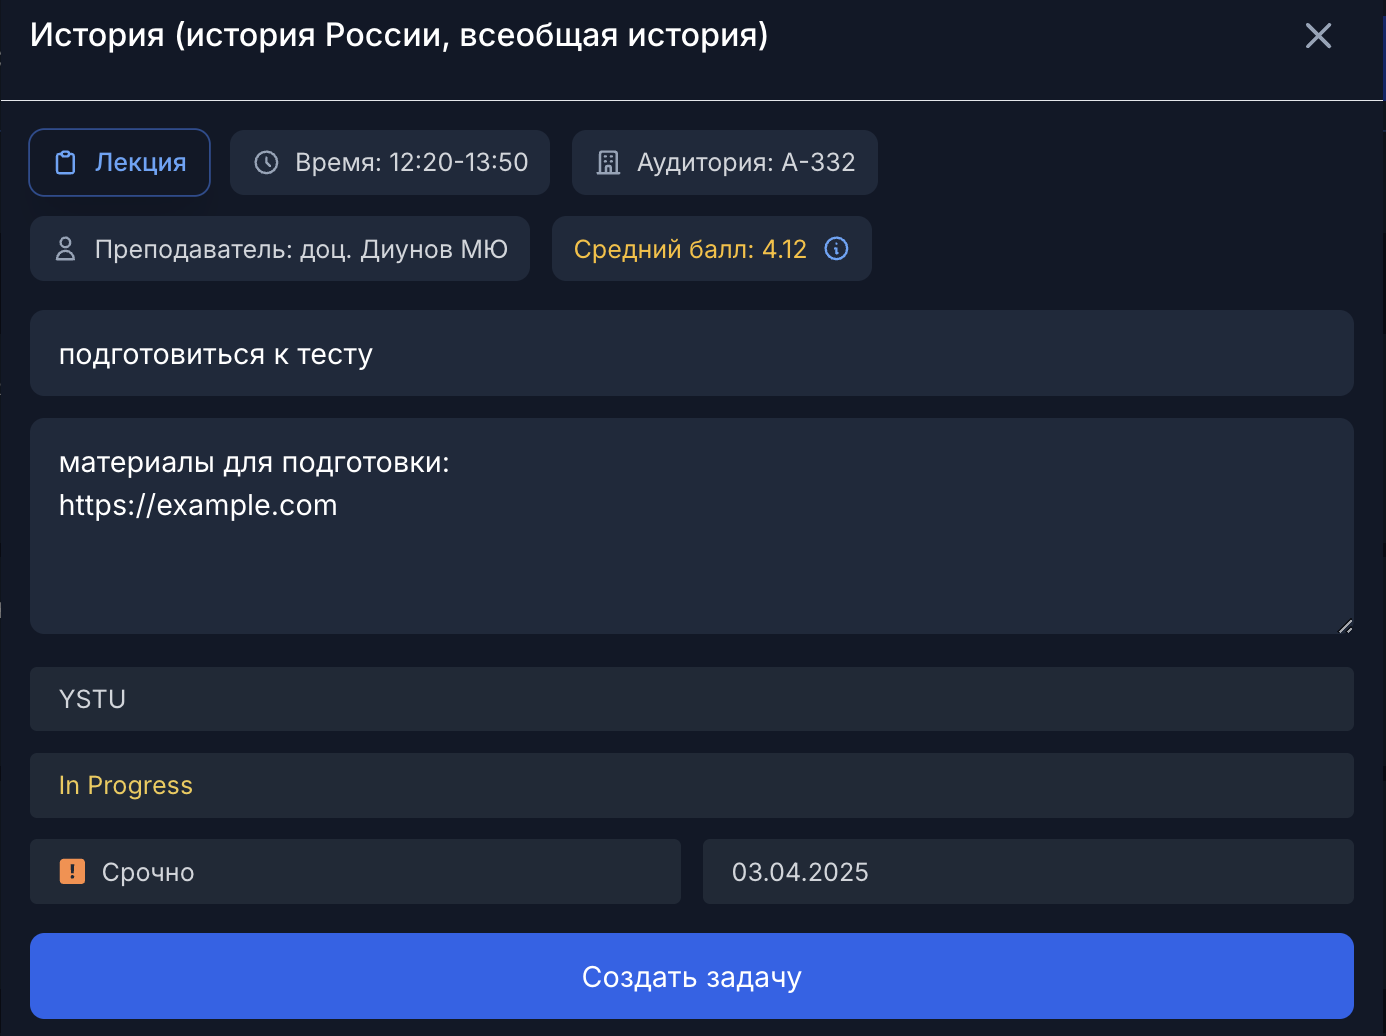 История (история России, всеобщая история)
Лекция
Время: 12:20-13:50
Аудитория: А-332
Преподаватель: доц. Диунов МЮ
Средний балл: 4.12
подготовиться к тесту
материалы для подготовки:
https://example.com
YSTU
In Progress
Срочно
03.04.2025
Создать задачу